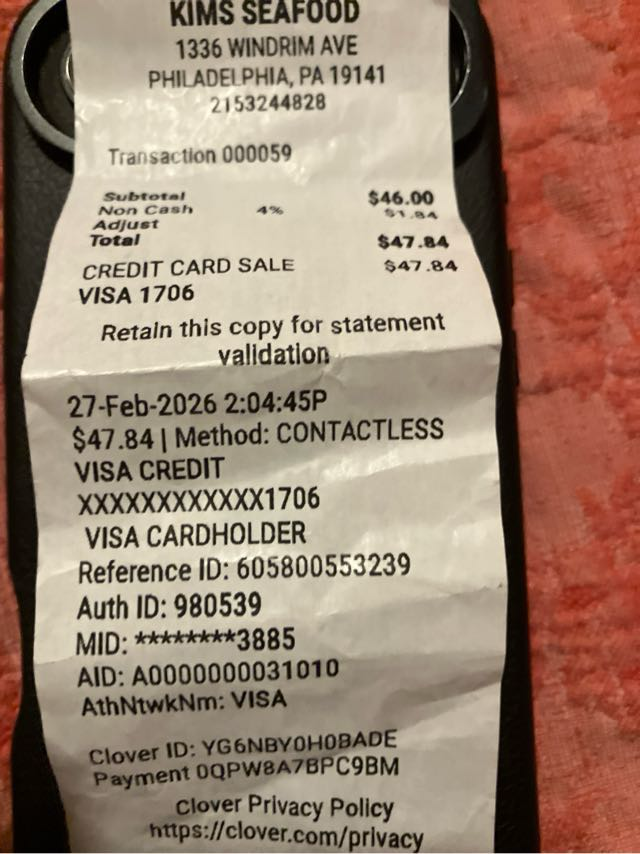 KIMS SEAFOOD
1336 WINDRIM AVE
PHILADELPHIA, PA 19141
2153244828
Transaction 000059
Subtotal $46.00
Non Cash 4% $1.84
Adjust
Total $47.84
CREDIT CARD SALE $47.84
VISA 1706
Retain this copy for statement
validation
27-Feb-2026 2:04:45P
$47.84 | Method: CONTACTLESS
VISA CREDIT
XXXXXXXXXXXX1706
VISA CARDHOLDER
Reference ID: 605800553239
Auth ID: 980539
MID: ********3885
AID: A0000000031010
AthNtwkNm: VISA
Clover ID: YG6NBY0H0BADE
Payment 0QPW8A7BPC9BM
Clover Privacy Policy
https://clover.com/privacy